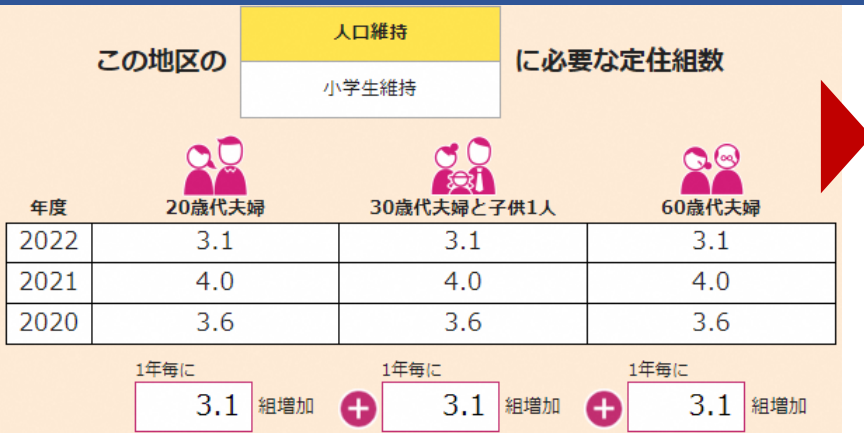 人口維持
この地区の
に必要な定住組数
小学生維持
年度 20歳代夫婦 30歳代夫婦と子供1人 60歳代夫婦
2022 3.1 3.1 3.1
2021 4.0 4.0 4.0
2020 3.6 3.6 3.6
1年毎に 1年毎に 1年毎に
3.1 組増加 + 3.1 組増加 + 3.1 組増加